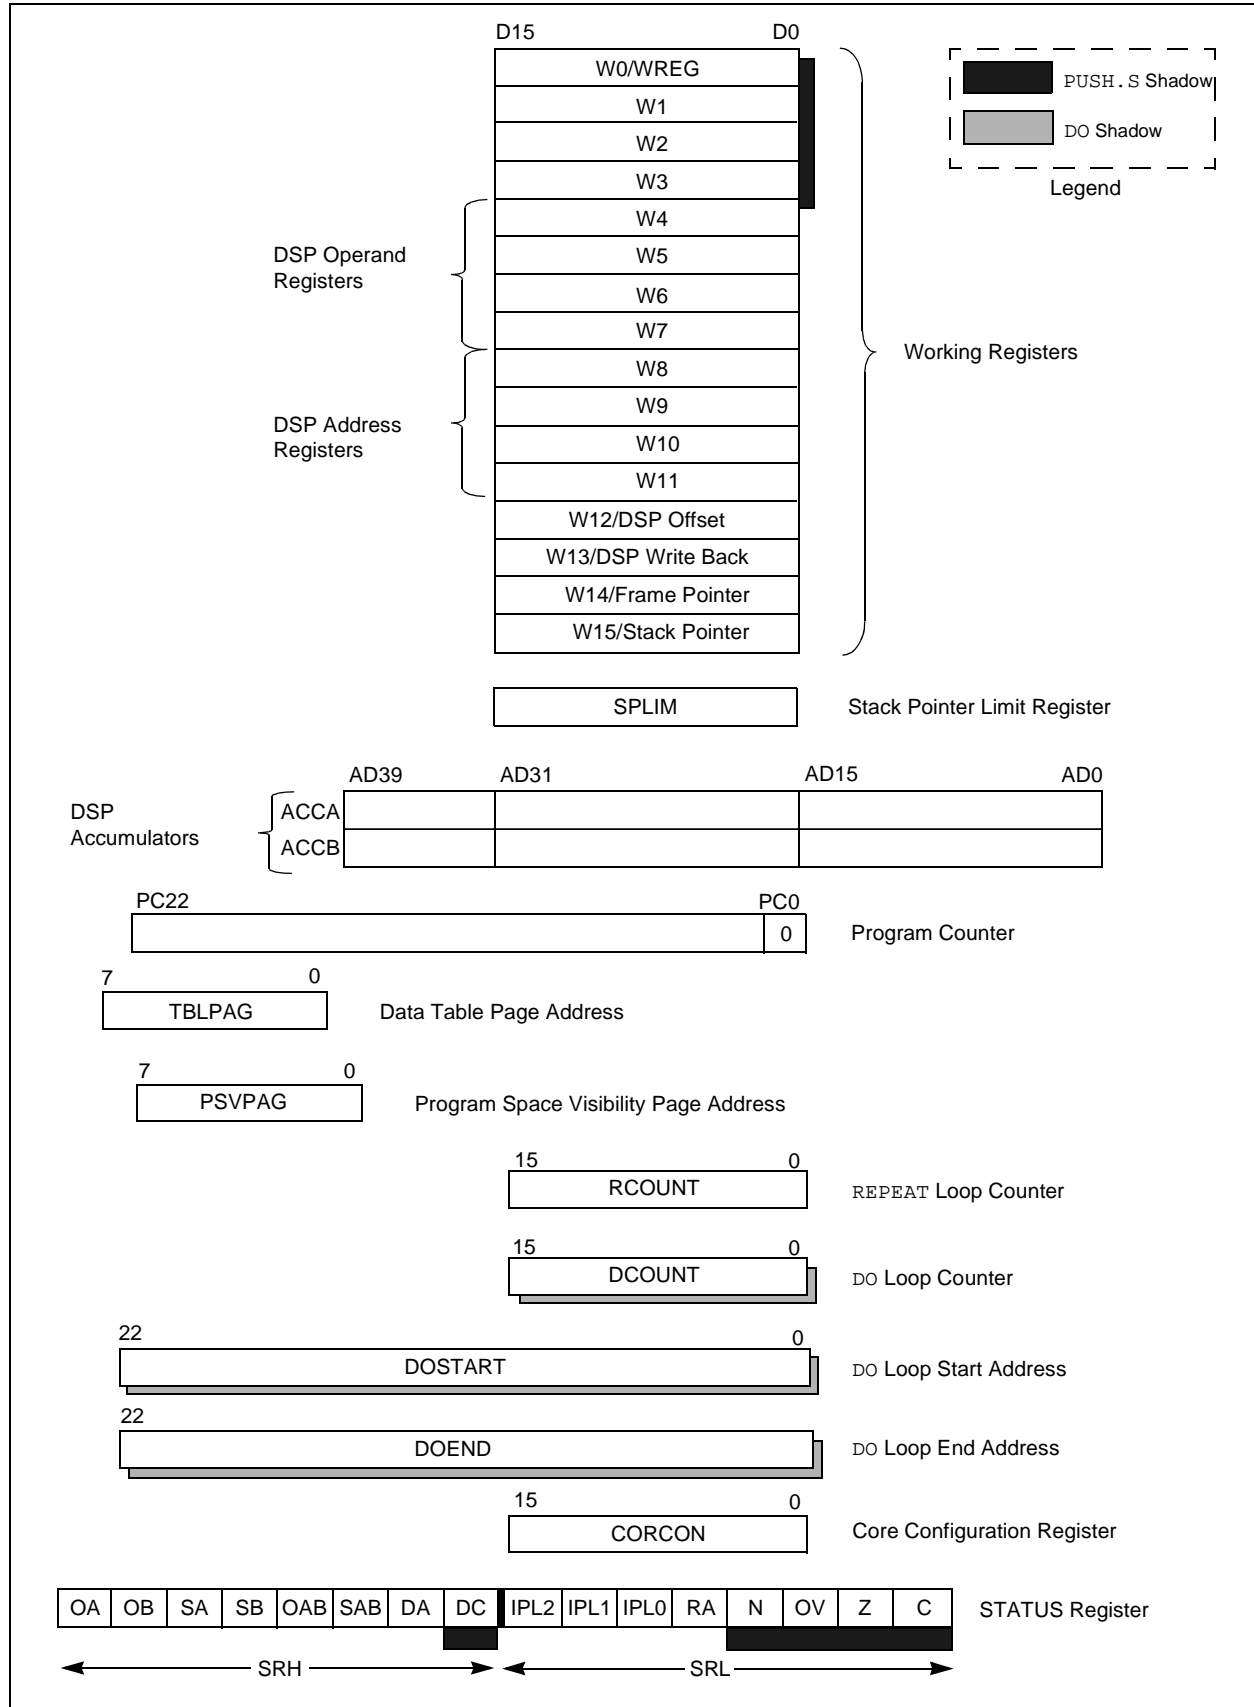 D15 D0
W0/WREG
W1
W2
W3
W4
W5
W6
W7
W8
W9
W10
W11
W12/DSP Offset
W13/DSP Write Back
W14/Frame Pointer
W15/Stack Pointer
PUSH.S Shadow
DO Shadow
Legend
DSP Operand
Registers
DSP Address
Registers
Working Registers
SPLIM
Stack Pointer Limit Register
AD39 AD31 AD15 AD0
DSP
Accumulators
ACCA
ACCB
PC22 PC0
0
Program Counter
7 0
TBLPAG
Data Table Page Address
7 0
PSVPAG
Program Space Visibility Page Address
15 0
RCOUNT
REPEAT Loop Counter
15 0
DCOUNT
DO Loop Counter
22 0
DOSTART
DO Loop Start Address
22
DOEND
DO Loop End Address
15 0
CORCON
Core Configuration Register
OA OB SA SB OAB SAB DA DC IPL2 IPL1 IPL0 RA N OV Z C
STATUS Register
SRH SRL